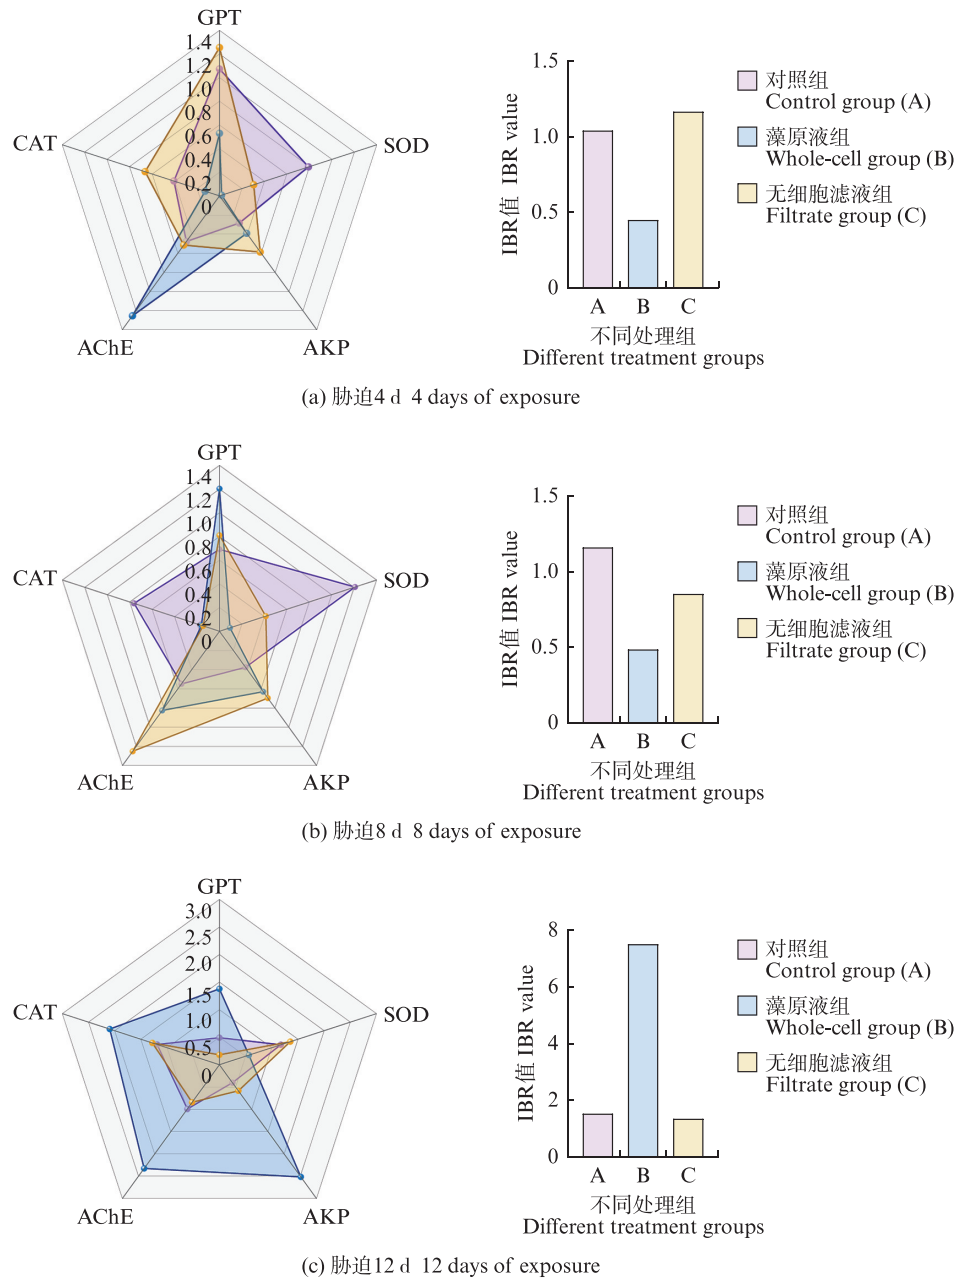 GPT
1.4
1.2
1.0
0.8
0.6
0.4
0.2
0
CAT
SOD
AChE
AKP
1.5
1.0
0.5
0
IBR值 IBR value
A B C
不同处理组
Different treatment groups
对照组
Control group (A)
藻原液组
Whole-cell group (B)
无细胞滤液组
Filtrate group (C)
(a) 胁迫4 d 4 days of exposure
GPT
1.4
1.2
1.0
0.8
0.6
0.4
0.2
0
CAT
SOD
AChE
AKP
1.5
1.0
0.5
0
IBR值 IBR value
A B C
不同处理组
Different treatment groups
对照组
Control group (A)
藻原液组
Whole-cell group (B)
无细胞滤液组
Filtrate group (C)
(b) 胁迫8 d 8 days of exposure
GPT
3.0
2.5
2.0
1.5
1.0
0.5
0
CAT
SOD
AChE
AKP
8
6
4
2
0
IBR值 IBR value
A B C
不同处理组
Different treatment groups
对照组
Control group (A)
藻原液组
Whole-cell group (B)
无细胞滤液组
Filtrate group (C)
(c) 胁迫12 d 12 days of exposure